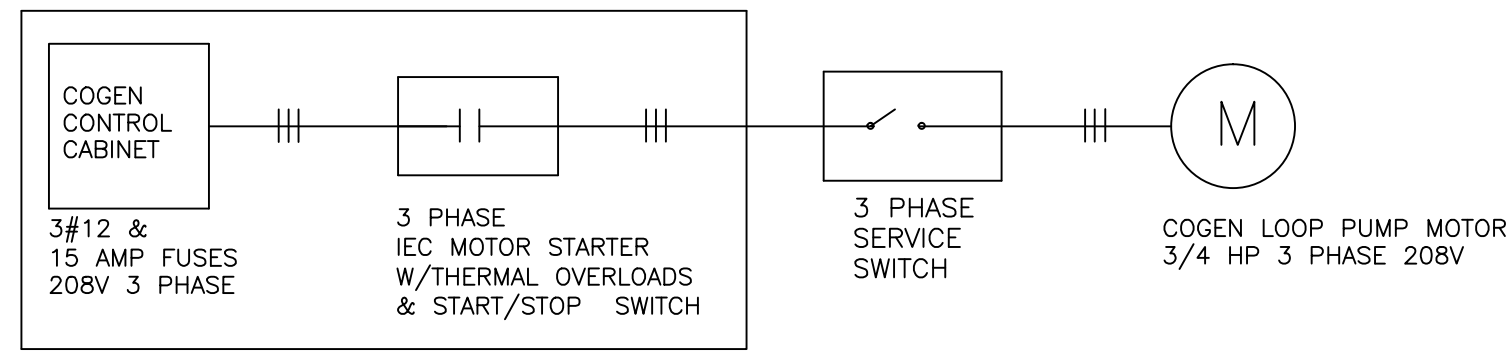 COGEN
CONTROL
CABINET
3#12 &
15 AMP FUSES
208V 3 PHASE
3 PHASE
IEC MOTOR STARTER
W/THERMAL OVERLOADS
& START/STOP SWITCH
3 PHASE
SERVICE
SWITCH
M
COGEN LOOP PUMP MOTOR
3/4 HP 3 PHASE 208V